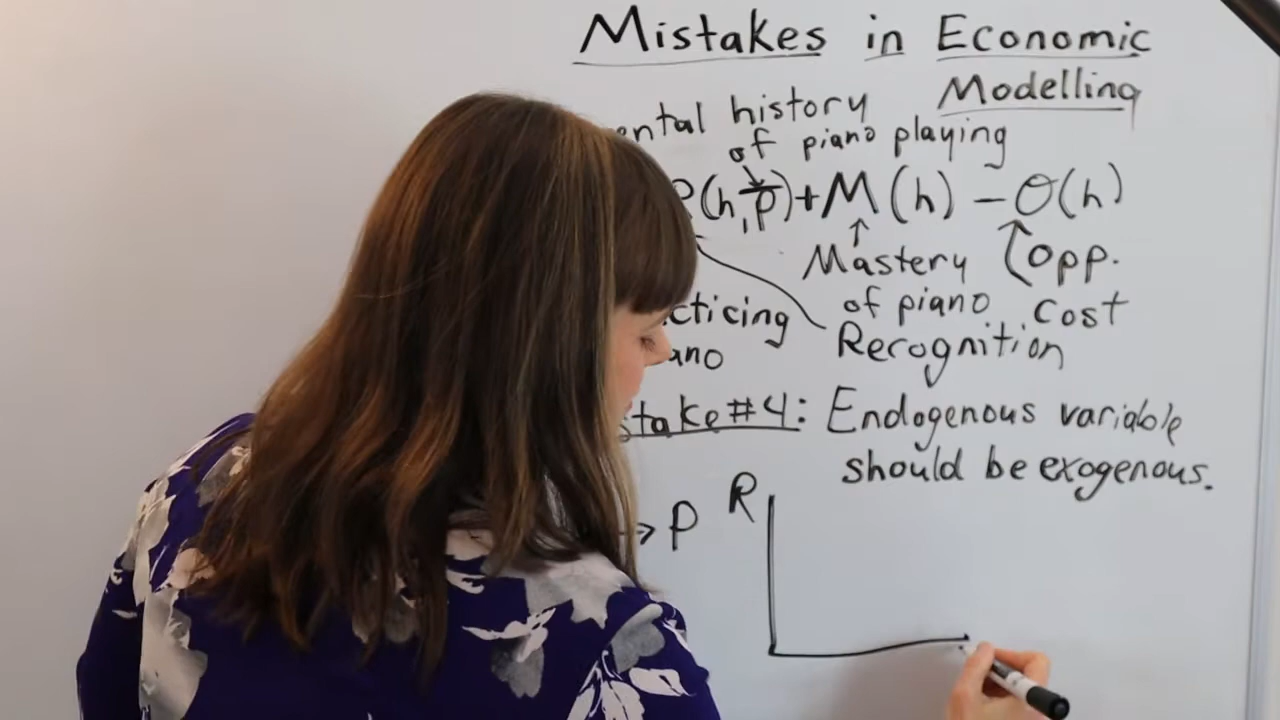 Mistakes in Economic
Modelling
ental history
of piano playing
(h, p) + M(h) - O(h)
Mastery
of piano
Opp.
cost
cticing
ano
Recognition
take #4: Endogenous variable
should be exogenous.
→ P
R